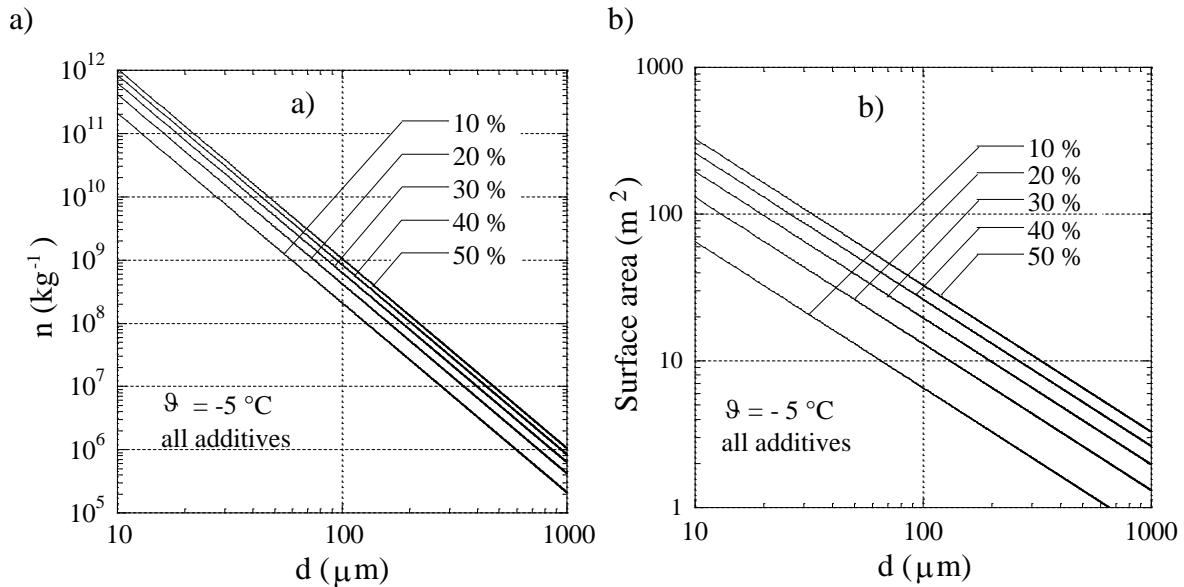 a)
b)
10¹²
10¹¹
10¹⁰
10⁹
10⁸
10⁷
10⁶
10⁵
n (kg⁻¹)
a)
10 %
20 %
30 %
40 %
50 %
ϑ = -5 °C
all additives
10
100
1000
d (μm)
1000
100
10
1
Surface area (m²)
b)
10 %
20 %
30 %
40 %
50 %
ϑ = - 5 °C
all additives
10
100
1000
d (μm)